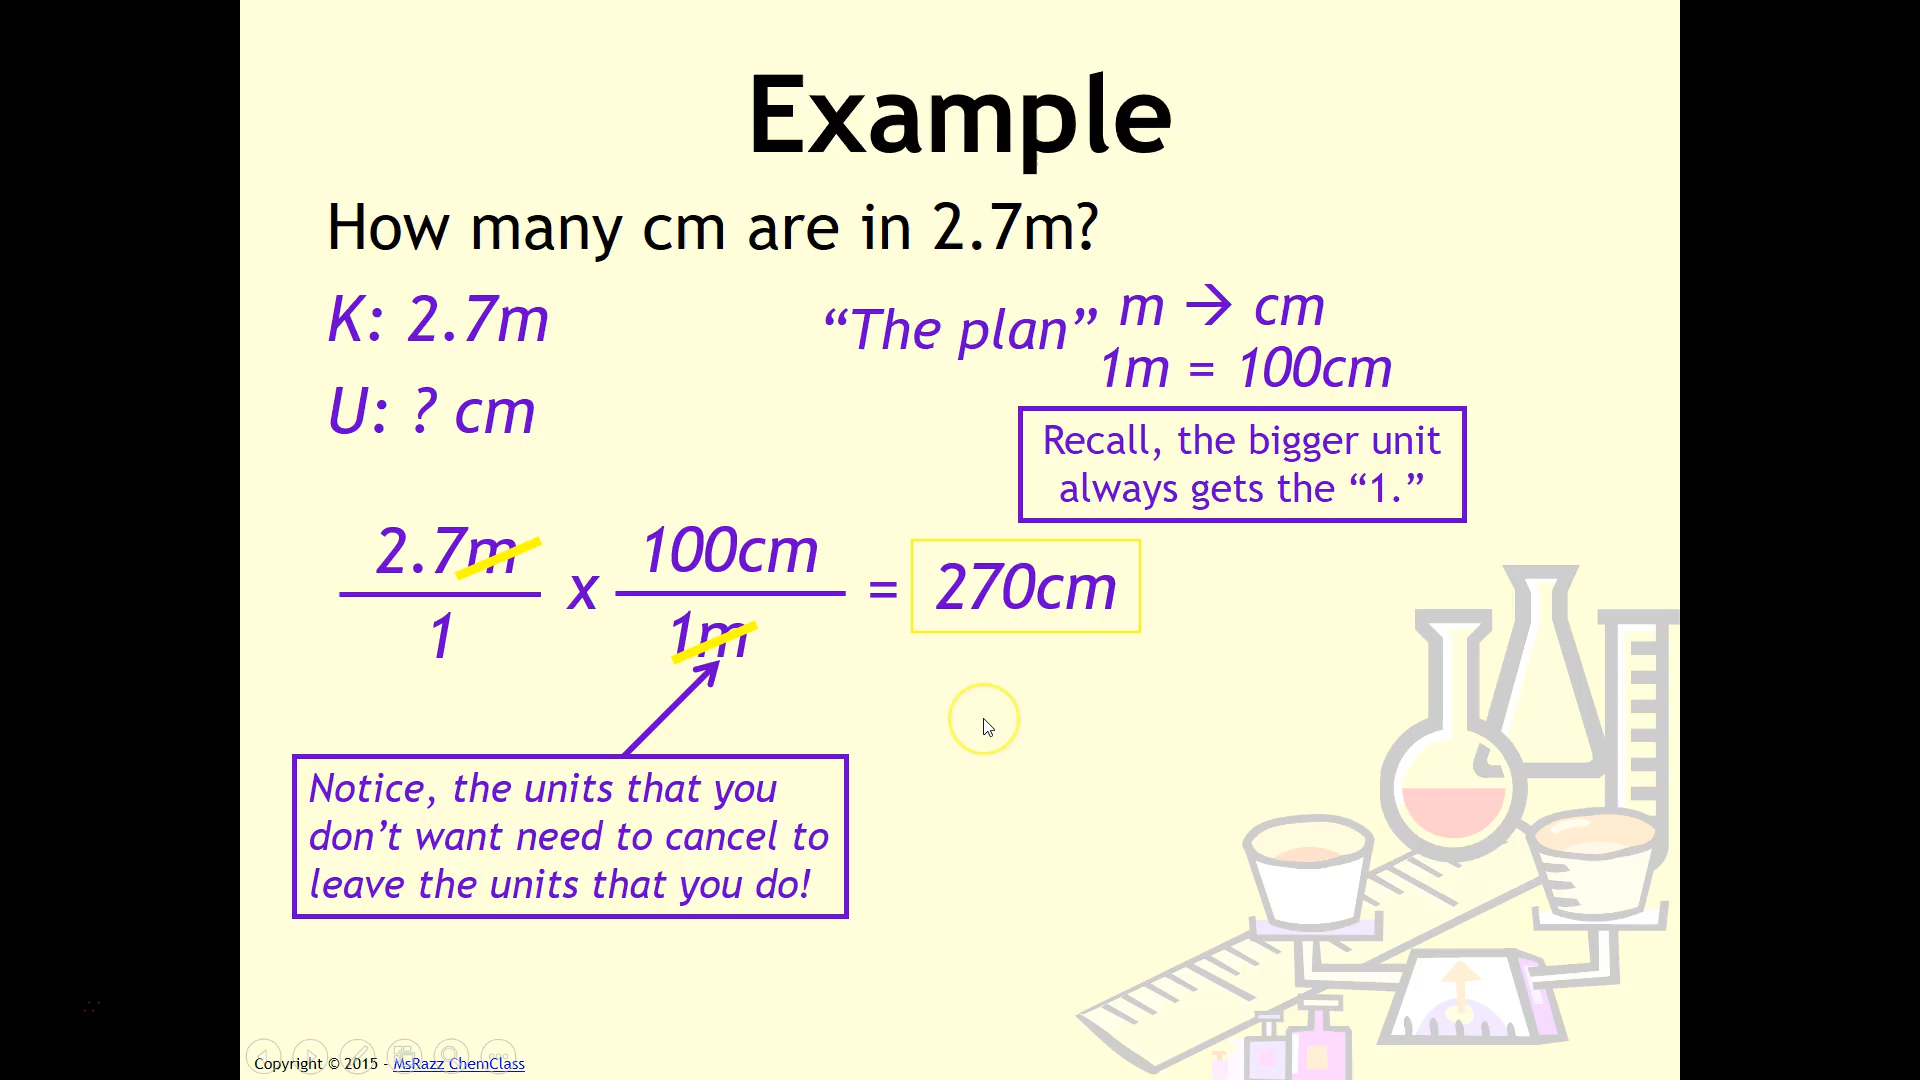 Example
How many cm are in 2.7m?
K: 2.7m
“The plan”
m → cm
1m = 100cm
U: ? cm
Recall, the bigger unit
always gets the “1.”
2.7m
1
x
100cm
1m
=
270cm
Notice, the units that you
don’t want need to cancel to
leave the units that you do!
Copyright © 2015 - MsRazz ChemClass